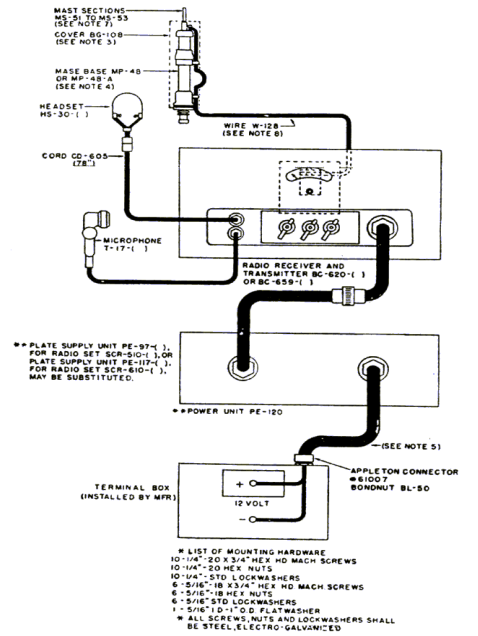 MAST SECTIONS
MS-51 TO MS-53
(SEE NOTE 7)
COVER BG-108
(SEE NOTE 3)
MASE BASE MP-48
OR MP-48-A
(SEE NOTE 4)
HEADSET
HS-30-( )
WIRE W-128
(SEE NOTE 8)
CORD CD-605
(78")
MICROPHONE
T-17-( )
RADIO RECEIVER AND
TRANSMITTER BC-620-( )
OR BC-659-( )
** PLATE SUPPLY UNIT PE-97-( ),
FOR RADIO SET SCR-510-( ), OR
PLATE SUPPLY UNIT PE-117-( ),
FOR RADIO SET SCR-610-( ),
MAY BE SUBSTITUTED.
**POWER UNIT PE-120
(SEE NOTE 5)
APPLETON CONNECTOR
#61007
BONDNUT BL-50
TERMINAL BOX
(INSTALLED BY MFR)
+
12 VOLT
-
* LIST OF MOUNTING HARDWARE
10-1/4"-20 X 3/4" HEX HD MACH SCREWS
10-1/4"-20 HEX NUTS
10-1/4"-STD LOCKWASHERS
6-5/16"-18 X 3/4" HEX HD MACH SCREWS
6-5/16"-18 HEX NUTS
6-5/16" STD LOCKWASHERS
1-5/16" I.D-1" O.D. FLATWASHER
* ALL SCREWS, NUTS AND LOCKWASHERS SHALL
BE STEEL, ELECTRO-GALVANIZED